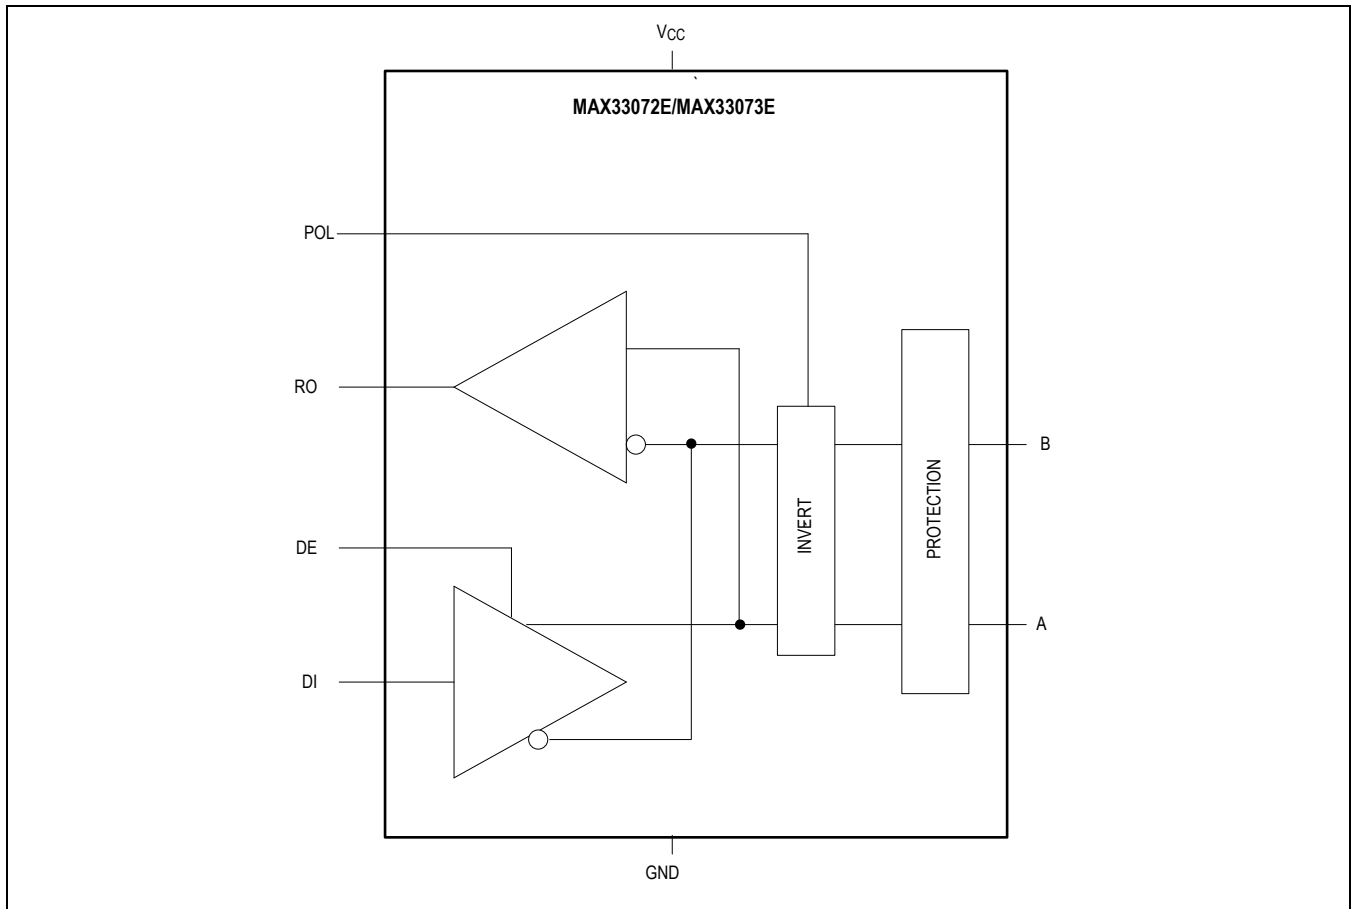 VCC
MAX33072E/MAX33073E
POL
RO
B
INVERT
PROTECTION
DE
A
DI
GND